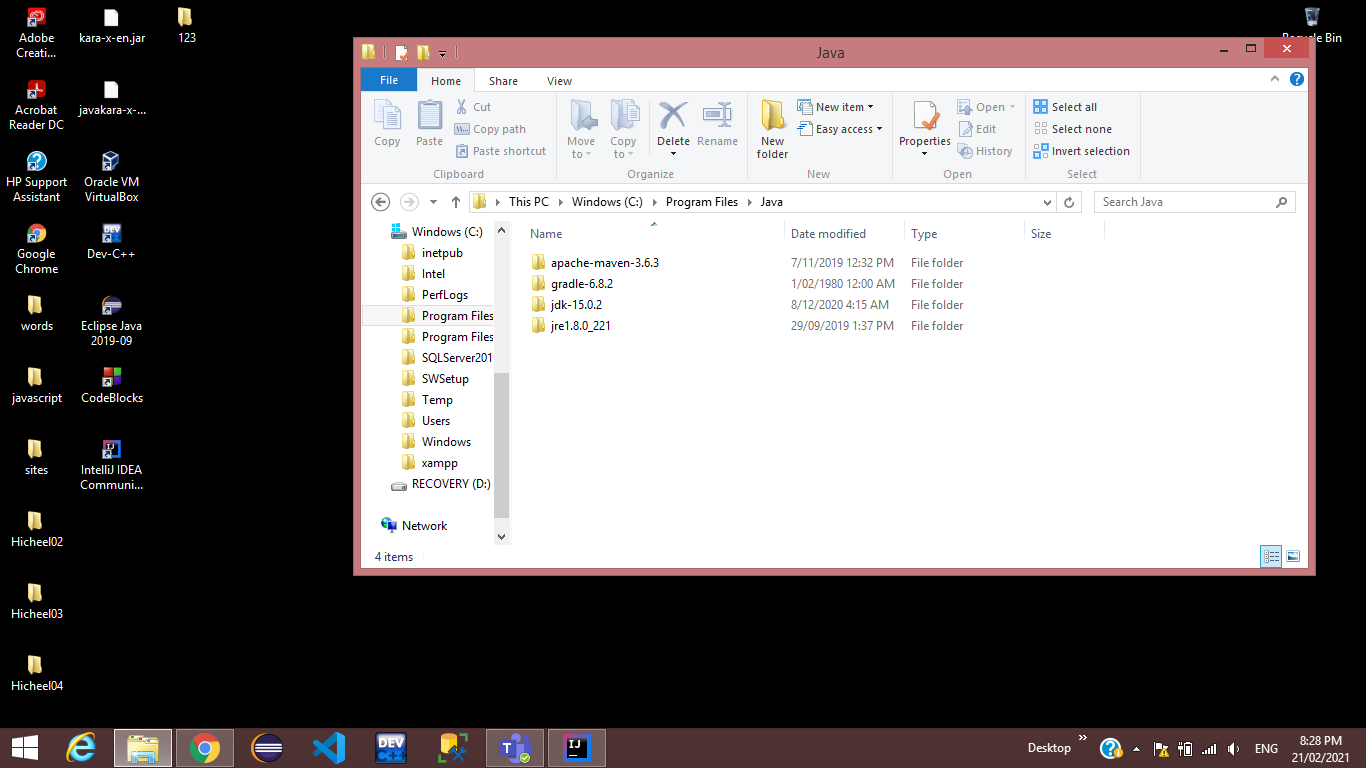 Adobe
Creati...
kara-x-en.jar
123
Acrobat
Reader DC
javakara-x-...
HP Support
Assistant
Oracle VM
VirtualBox
Google
Chrome
Dev-C++
words
Eclipse Java
2019-09
javascript
CodeBlocks
sites
IntelliJ IDEA
Communi...
Hicheel02
Hicheel03
Hicheel04
Recycle Bin
Java
File
Home
Share
View
Copy
Paste
Cut
Copy path
Paste shortcut
Clipboard
Move
to
Copy
to
Delete
Rename
Organize
New
folder
New item
Easy access
New
Properties
Open
Edit
History
Open
Select all
Select none
Invert selection
Select
This PC
Windows (C:)
Program Files
Java
Search Java
Windows (C:)
inetpub
Intel
PerfLogs
Program Files
Program Files
SQLServer201
SWSetup
Temp
Users
Windows
xampp
RECOVERY (D:)
Network
Name Date modified Type Size
apache-maven-3.6.3 7/11/2019 12:32 PM File folder
gradle-6.8.2 1/02/1980 12:00 AM File folder
jdk-15.0.2 8/12/2020 4:15 AM File folder
jre1.8.0_221 29/09/2019 1:37 PM File folder
4 items
DEV
C++
IJ
Desktop
ENG
8:28 PM
21/02/2021